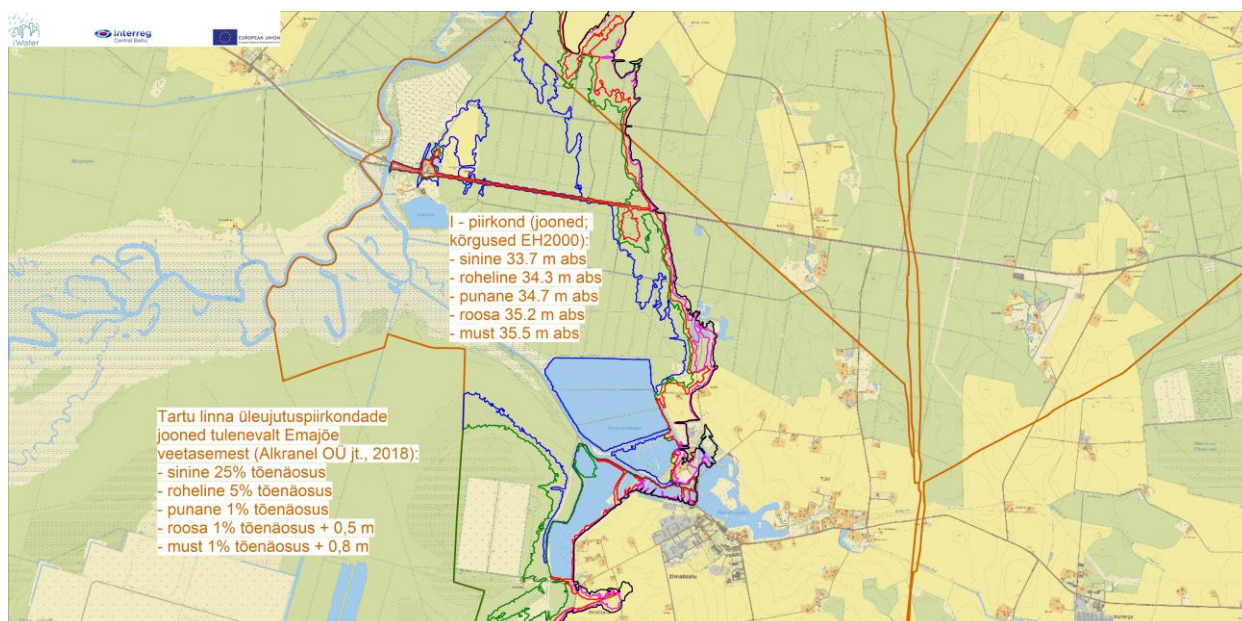 iWater
Interreg
Central Baltic
EUROPEAN UNION
I - piirkond (jooned;
kõrgused EH2000):
- sinine 33.7 m abs
- roheline 34.3 m abs
- punane 34.7 m abs
- roosa 35.2 m abs
- must 35.5 m abs
Tartu linna üleujutuspiirkondade
jooned tulenevalt Emajõe
veetasemest (Alkranel OÜ jt., 2018):
- sinine 25% tõenäosus
- roheline 5% tõenäosus
- punane 1% tõenäosus
- roosa 1% tõenäosus + 0,5 m
- must 1% tõenäosus + 0,8 m
Tüki
Ilmatsalu